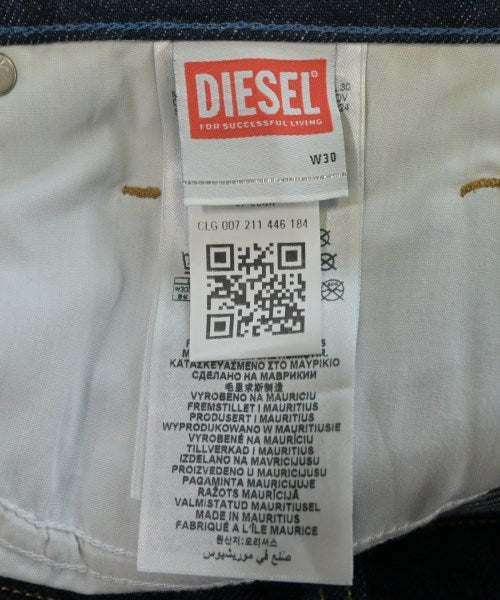 DIESEL
FOR SUCCESSFUL LIVING
W30
CLG 007 211 446 184
ΚΑΤΑΣΚΕΥΑΣΜΕΝΟ ΣΤΟ ΜΑΥΡΙΚΙΟ
СДЕЛАНО НА МАВРИКИИ
毛里求斯制造
VYROBENO NA MAURICIU
FREMSTILLET I MAURITIUS
PRODUSERT I MAURITIUS
WYPRODUKOWANO W MAURITIUSIE
VYROBENÉ NA MAURÍCIU
TILLVERKAD I MAURITIUS
IZDELANO NA MAVRICIJUSU
PROIZVEDENO U MAURICIJUSU
PAGAMINTA MAURICIJUJE
RAŽOTS MAURĪCIJĀ
VALMISTATUD MAURITIUSEL
MADE IN MAURITIUS
FABRIQUÉ A L'ÎLE MAURICE
원산지:모리셔스
صنع في موريشيوس